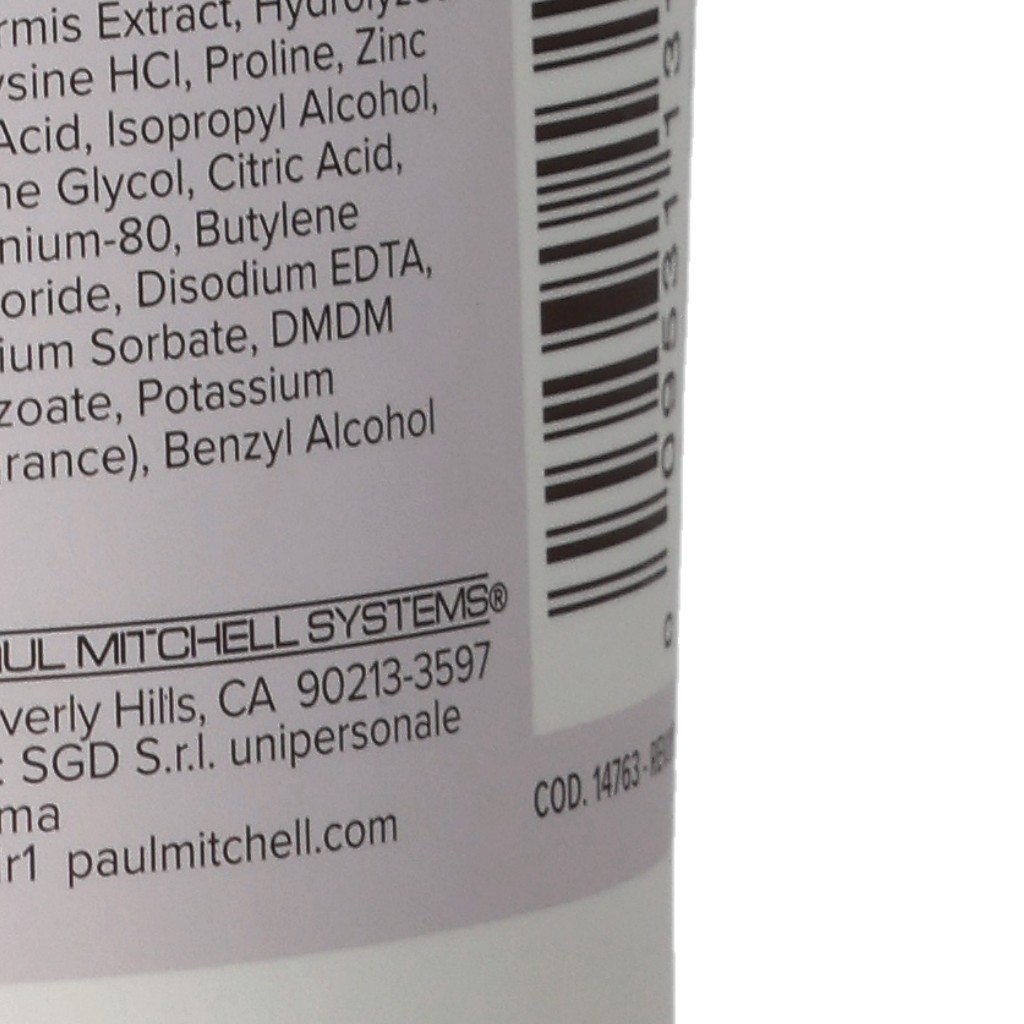 rmis Extract,
ysine HCl, Proline, Zinc
Acid, Isopropyl Alcohol,
ne Glycol, Citric Acid,
nium-80, Butylene
oride, Disodium EDTA,
ium Sorbate, DMDM
zoate, Potassium
rance), Benzyl Alcohol
UL MITCHELL SYSTEMS®
verly Hills, CA 90213-3597
: SGD S.r.l. unipersonale
ma
r1 paulmitchell.com
COD. 14763-